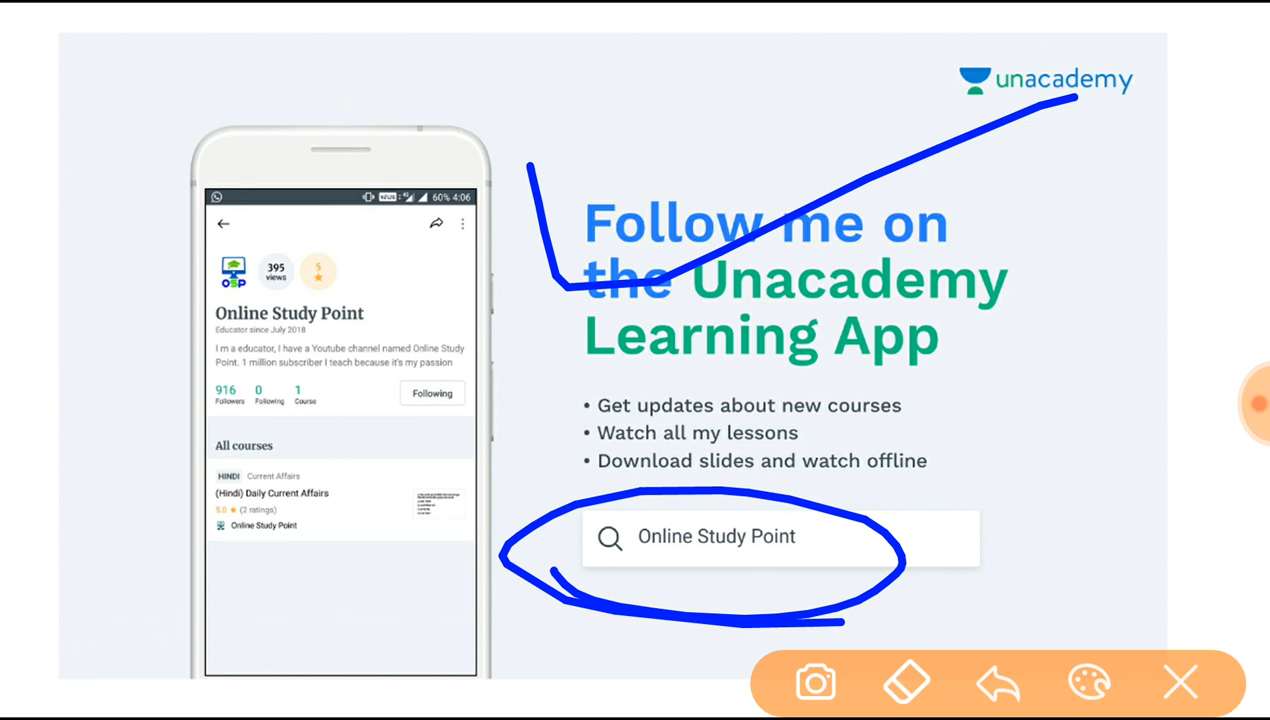 unacademy
60% 4:06
395
views
5
OSP
Online Study Point
Educator since July 2018
I m a educator, I have a Youtube channel named Online Study
Point. 1 million subscriber I teach because it's my passion
916 0 1
Followers Following Course
Following
All courses
HINDI Current Affairs
(Hindi) Daily Current Affairs
5.0 ★ (2 ratings)
Online Study Point
Follow me on
the Unacademy
Learning App
• Get updates about new courses
• Watch all my lessons
• Download slides and watch offline
Online Study Point